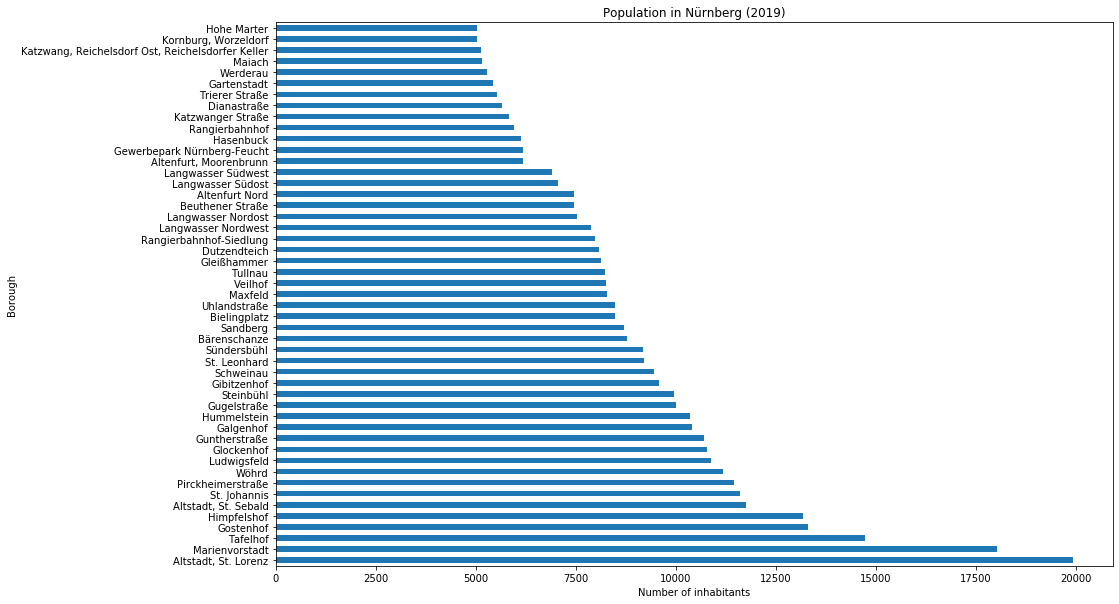 Population in Nürnberg (2019)
Hohe Marter
Kornburg, Worzeldorf
Katzwang, Reichelsdorf Ost, Reichelsdorfer Keller
Maiach
Werderau
Gartenstadt
Trierer Straße
Dianastraße
Katzwanger Straße
Rangierbahnhof
Hasenbuck
Gewerbepark Nürnberg-Feucht
Altenfurt, Moorenbrunn
Langwasser Südwest
Langwasser Südost
Altenfurt Nord
Beuthener Straße
Langwasser Nordost
Langwasser Nordwest
Rangierbahnhof-Siedlung
Dutzendteich
Gleißhammer
Tullnau
Veilhof
Maxfeld
Uhlandstraße
Bielingplatz
Sandberg
Bärenschanze
Sündersbühl
St. Leonhard
Schweinau
Gibitzenhof
Steinbühl
Gugelstraße
Hummelstein
Galgenhof
Guntherstraße
Glockenhof
Ludwigsfeld
Wöhrd
Pirckheimerstraße
St. Johannis
Altstadt, St. Sebald
Himpfelshof
Gostenhof
Tafelhof
Marienvorstadt
Altstadt, St. Lorenz
Borough
0 2500 5000 7500 10000 12500 15000 17500 20000
Number of inhabitants